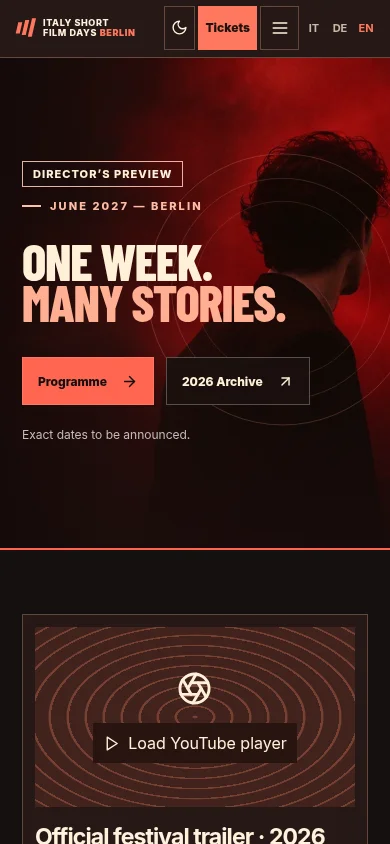 ITALY SHORT
FILM DAYS BERLIN
Tickets
IT DE EN
DIRECTOR'S PREVIEW
JUNE 2027 — BERLIN
ONE WEEK.
MANY STORIES.
Programme
2026 Archive
Exact dates to be announced.
Load YouTube player
Official festival trailer · 2026